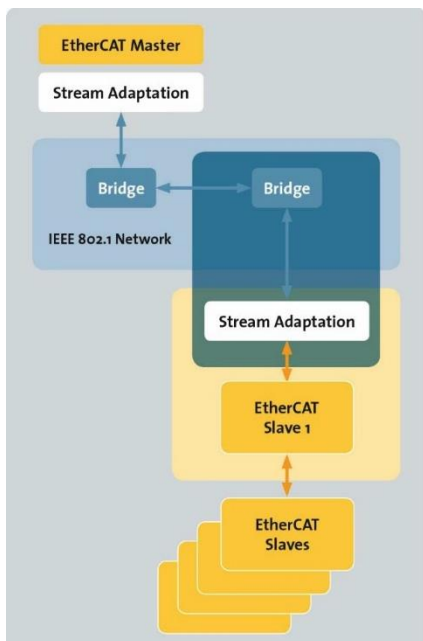 EtherCAT Master
Stream Adaptation
Bridge
Bridge
IEEE 802.1 Network
Stream Adaptation
EtherCAT
Slave 1
EtherCAT
Slaves